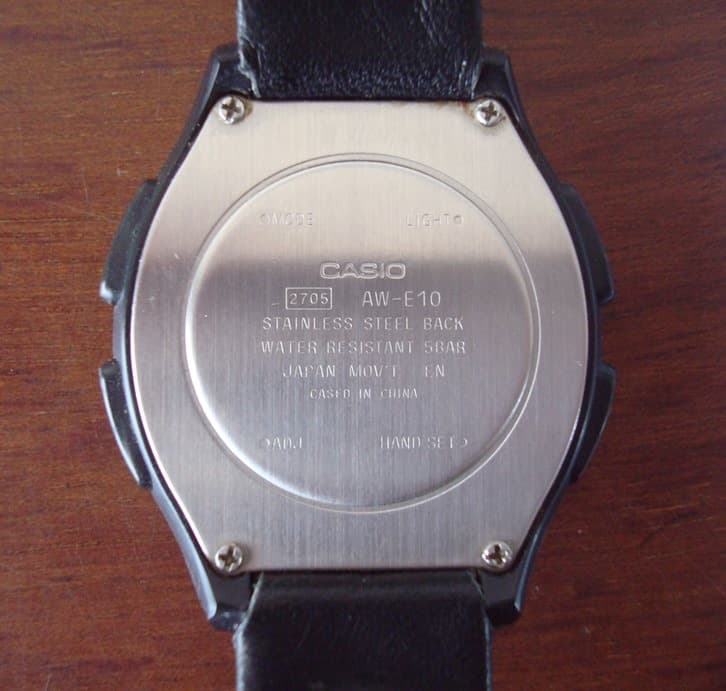 MODE LIGHT
CASIO
2705 AW-E10
STAINLESS STEEL BACK
WATER RESISTANT 5BAR
JAPAN MOV'T EN
CASED IN CHINA
ADJ HAND SET